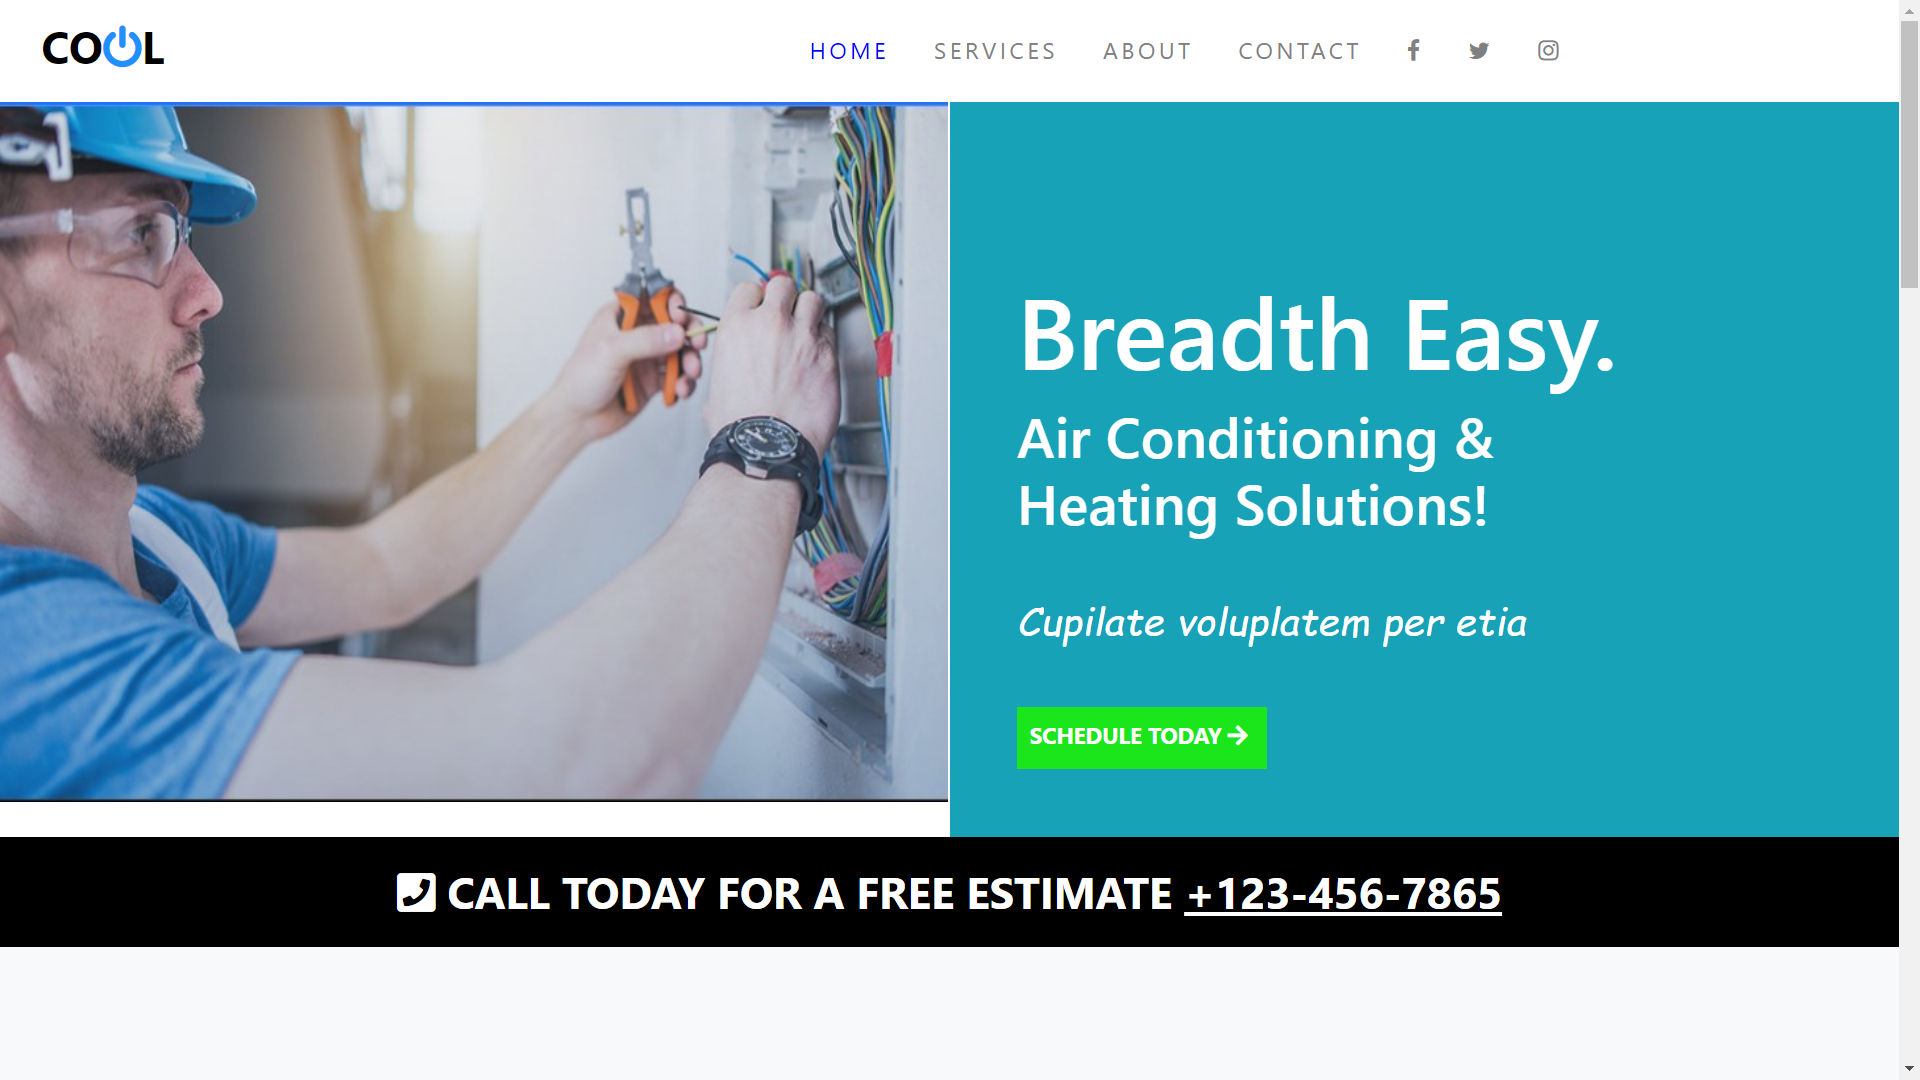 COOL
HOME SERVICES ABOUT CONTACT
Breadth Easy.
Air Conditioning &
Heating Solutions!
Cupilate voluplatem per etia
SCHEDULE TODAY
CALL TODAY FOR A FREE ESTIMATE +123-456-7865